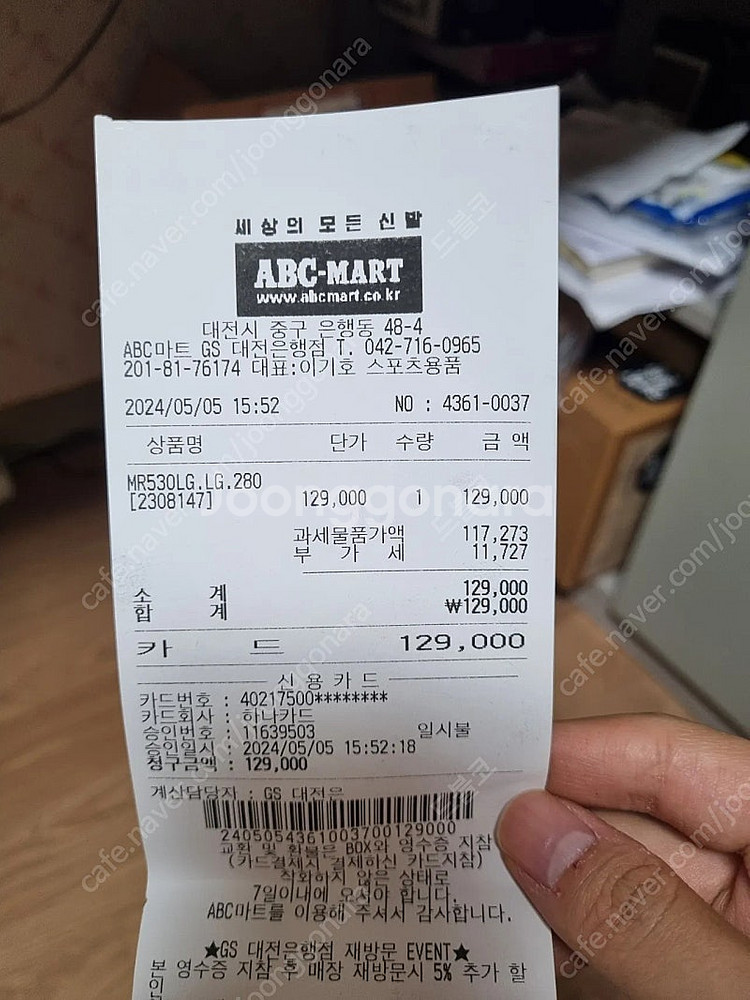 세상의 모든 신발
ABC-MART
www.abcmart.co.kr
대전시 중구 은행동 48-4
ABC마트 GS 대전은행점 T. 042-716-0965
201-81-76174 대표:이기호 스포츠용품
2024/05/05 15:52 NO : 4361-0037
상품명 단가 수량 금 액
MR530LG.LG.280
[2308147] 129,000 1 129,000
과세물품가액 117,273
부 가 세 11,727
소 계 129,000
합 계 ₩129,000
카 드 129,000
신 용 카 드
카드번호 : 40217500********
카드회사 : 하나카드
승인번호 : 11639503 일시불
승인일시 : 2024/05/05 15:52:18
청구금액 : 129,000
계산담당자 : GS 대전은
2405054361003700129000
교환 및 환불은 BOX와 영수증 지참
(카드결제시 결제하신 카드지참)
착화하지 않은 상태로
7일이내에 오셔야 합니다.
ABC마트를 이용해 주셔서 감사합니다.
★GS 대전은행점 재방문 EVENT★
본 영수증 지참 후 매장 재방문시 5% 추가 할
인
cafe.naver.com/joonggonara
joonggonara
드블코